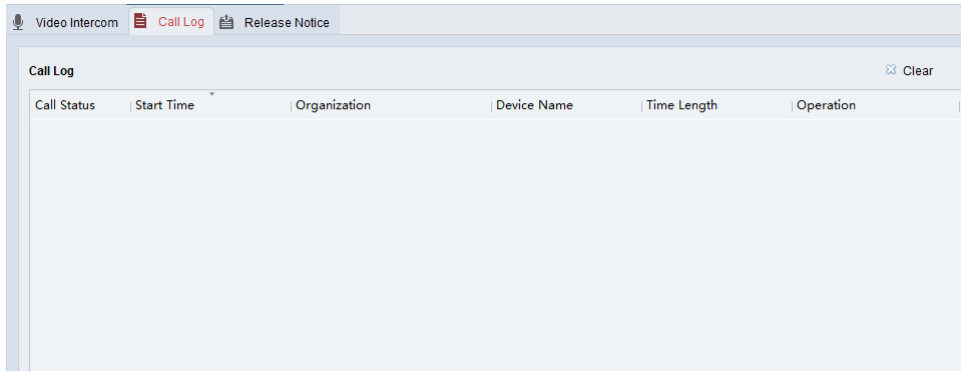 Video Intercom Call Log Release Notice
Call Log Clear
Call Status Start Time Organization Device Name Time Length Operation